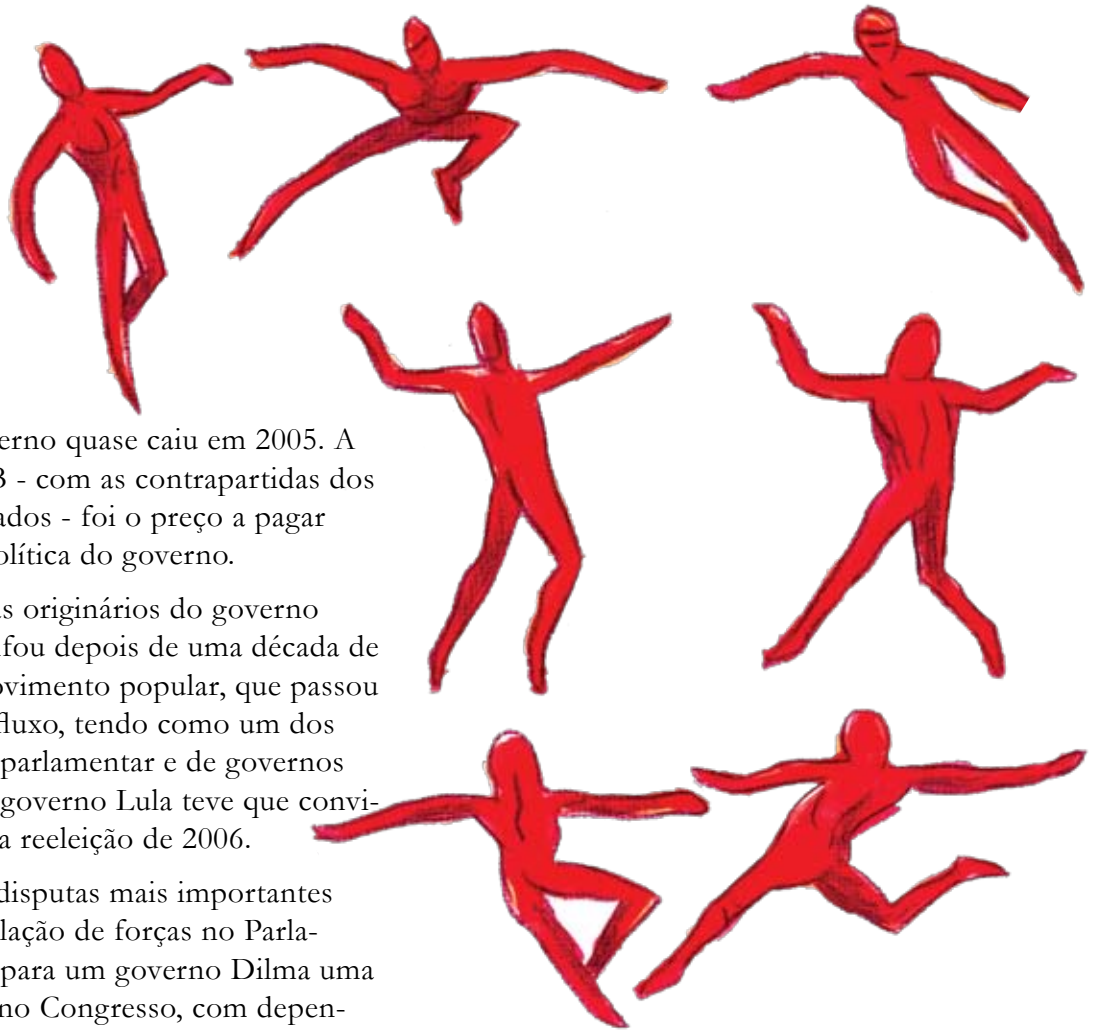 erno quase caiu em 2005. A
- com as contrapartidas dos
ados - foi o preço a pagar
olítica do governo.
as originários do governo
fou depois de uma década de
ovimento popular, que passou
fluxo, tendo como um dos
parlamentar e de governos
governo Lula teve que convi-
a reeleição de 2006.
disputas mais importantes
lação de forças no Parla-
para um governo Dilma uma
no Congresso, com depen-